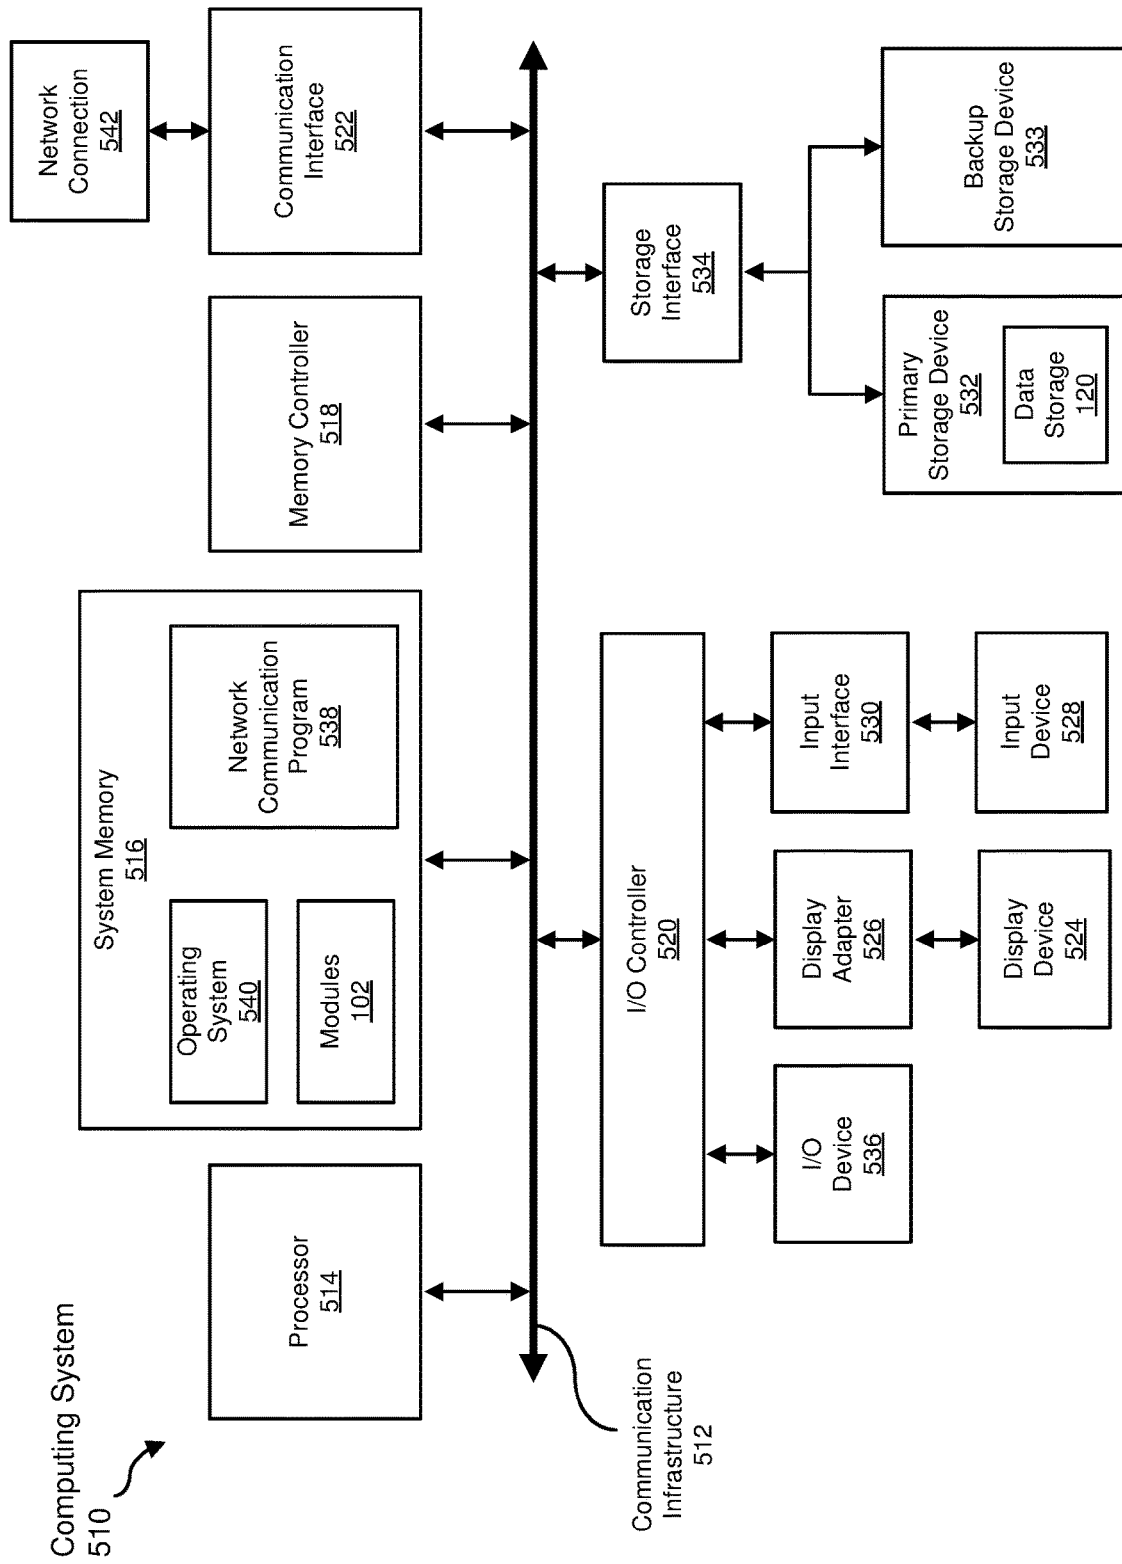 Computing System
510
Processor
514
System Memory
516
Operating
System
540
Modules
102
Network
Communication
Program
538
Memory Controller
518
Communication
Interface
522
Network
Connection
542
Communication
Infrastructure
512
I/O Controller
520
I/O
Device
536
Display
Adapter
526
Display
Device
524
Input
Interface
530
Input
Device
528
Storage
Interface
534
Primary
Storage Device
532
Data
Storage
120
Backup
Storage Device
533